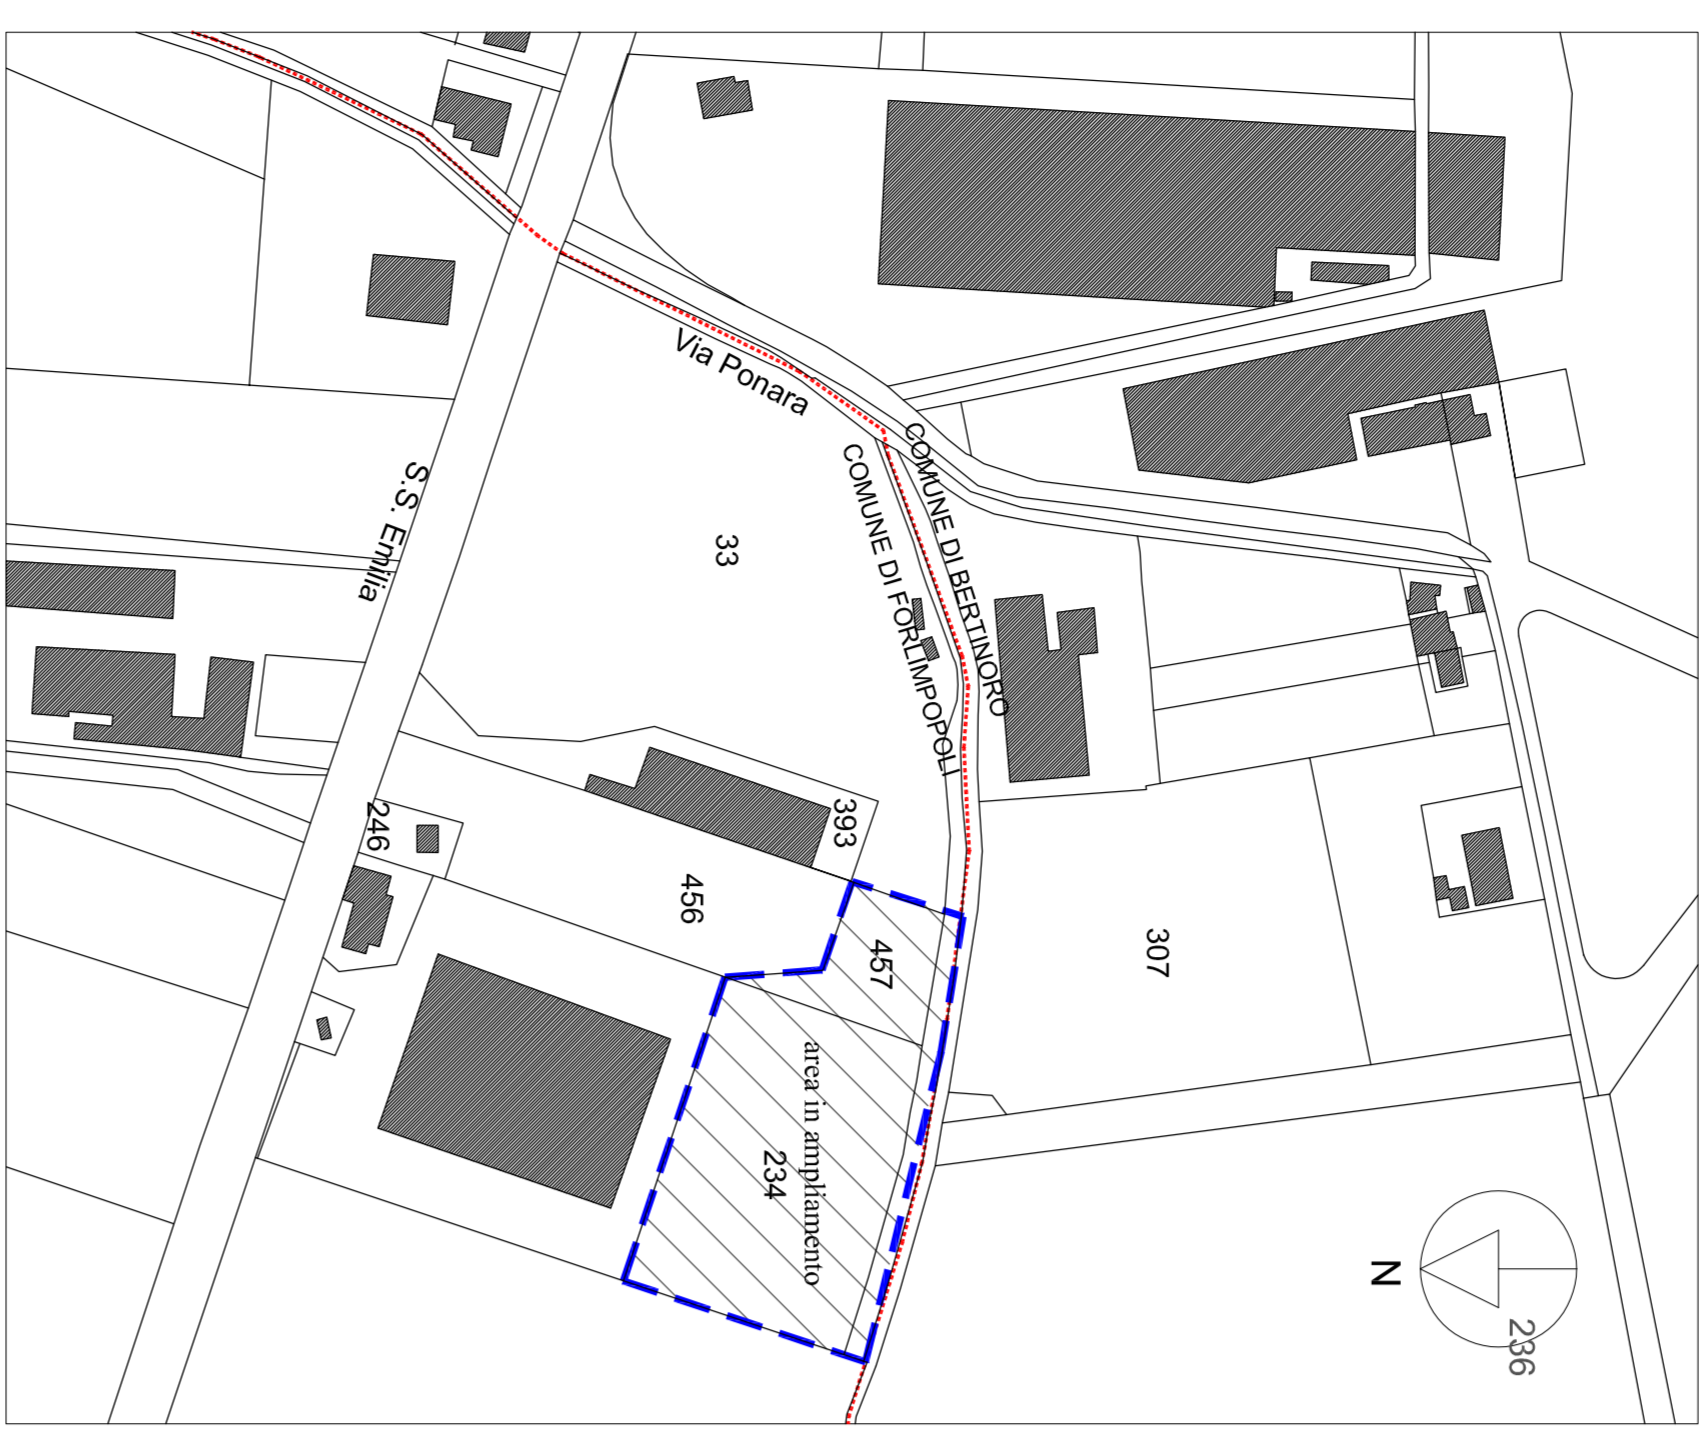 Via Ponara
S.S. Emilia
COMUNE DI BERTINORO
COMUNE DI FORLIMPOPOLI
33
393
246
456
457
307
area in ampliamento
234
N
236